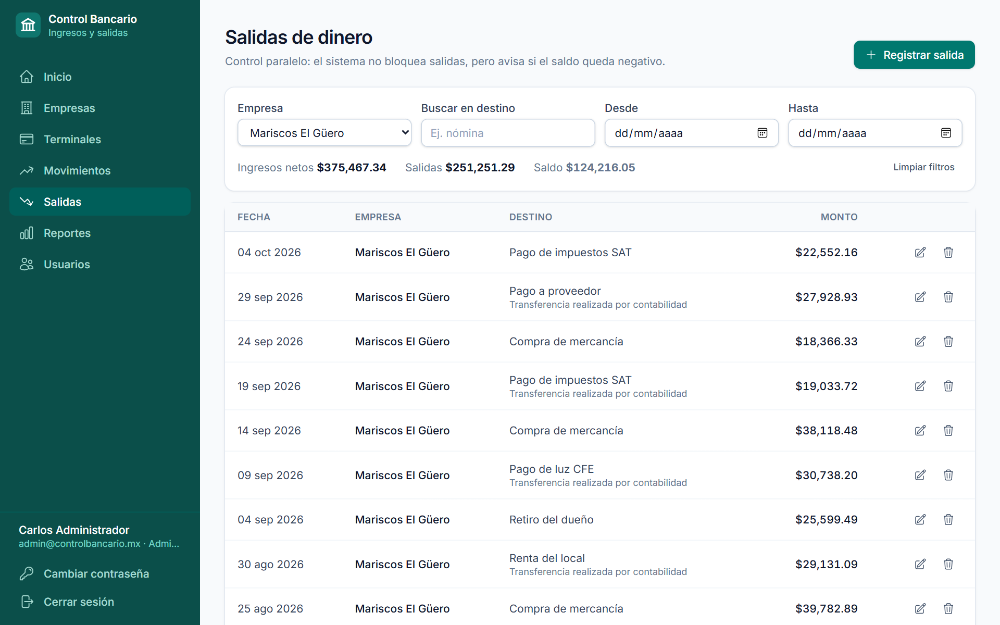 Control Bancario
Ingresos y salidas
Inicio
Empresas
Terminales
Movimientos
Salidas
Reportes
Usuarios
Carlos Administrador
admin@controlbancario.mx · Admi...
Cambiar contraseña
Cerrar sesión
Salidas de dinero
Control paralelo: el sistema no bloquea salidas, pero avisa si el saldo queda negativo.
Registrar salida
Empresa Buscar en destino Desde Hasta
Mariscos El Güero Ej. nómina dd/mm/aaaa dd/mm/aaaa
Ingresos netos $375,467.34 Salidas $251,251.29 Saldo $124,216.05 Limpiar filtros
FECHA EMPRESA DESTINO MONTO
04 oct 2026 Mariscos El Güero Pago de impuestos SAT $22,552.16
29 sep 2026 Mariscos El Güero Pago a proveedor $27,928.93
Transferencia realizada por contabilidad
24 sep 2026 Mariscos El Güero Compra de mercancía $18,366.33
19 sep 2026 Mariscos El Güero Pago de impuestos SAT $19,033.72
Transferencia realizada por contabilidad
14 sep 2026 Mariscos El Güero Compra de mercancía $38,118.48
09 sep 2026 Mariscos El Güero Pago de luz CFE $30,738.20
Transferencia realizada por contabilidad
04 sep 2026 Mariscos El Güero Retiro del dueño $25,599.49
30 ago 2026 Mariscos El Güero Renta del local $29,131.09
Transferencia realizada por contabilidad
25 ago 2026 Mariscos El Güero Compra de mercancía $39,782.89